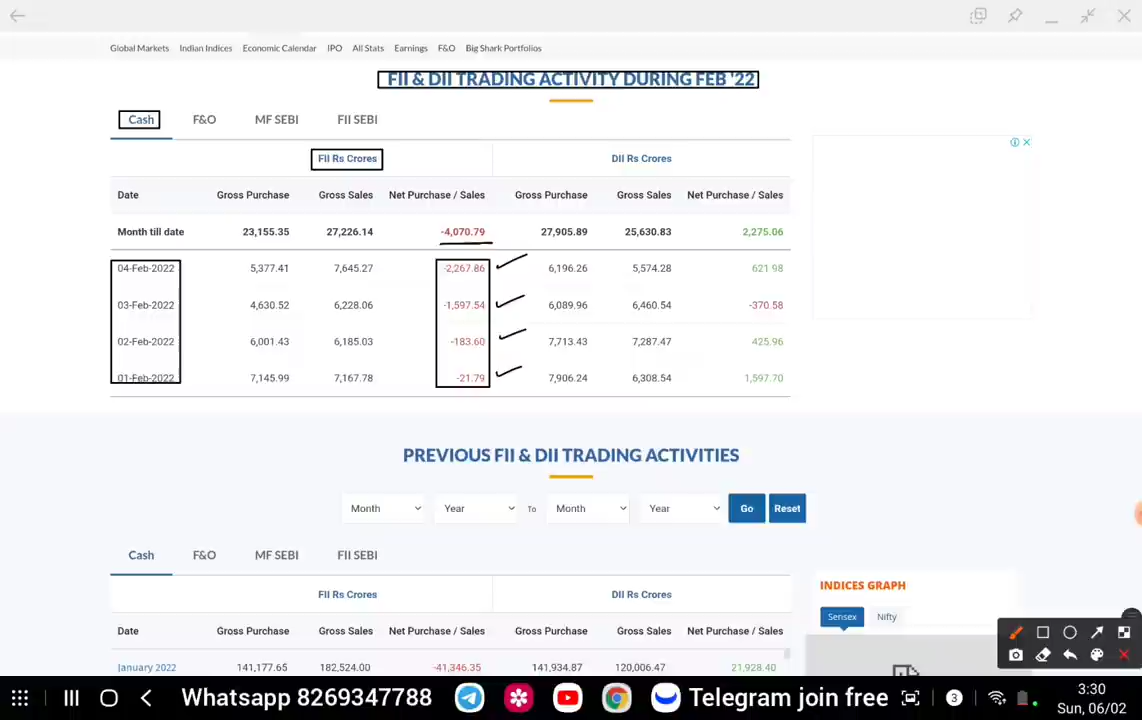 Global Markets Indian Indices Economic Calendar IPO All Stats Earnings F&O Big Shark Portfolios
FII & DII TRADING ACTIVITY DURING FEB '22
Cash F&O MF SEBI FII SEBI
FII Rs Crores DII Rs Crores
Date Gross Purchase Gross Sales Net Purchase / Sales Gross Purchase Gross Sales Net Purchase / Sales
Month till date 23,155.35 27,226.14 -4,070.79 27,905.89 25,630.83 2,275.06
04-Feb-2022 5,377.41 7,645.27 -2,267.86 6,196.26 5,574.28 621.98
03-Feb-2022 4,630.52 6,228.06 -1,597.54 6,089.96 6,460.54 -370.58
02-Feb-2022 6,001.43 6,185.03 -183.60 7,713.43 7,287.47 425.96
01-Feb-2022 7,145.99 7,167.78 -21.79 7,906.24 6,308.54 1,597.70
PREVIOUS FII & DII TRADING ACTIVITIES
Month Year To Month Year Go Reset
Cash F&O MF SEBI FII SEBI
FII Rs Crores DII Rs Crores
INDICES GRAPH
Sensex Nifty
Date Gross Purchase Gross Sales Net Purchase / Sales Gross Purchase Gross Sales Net Purchase / Sales
January 2022 141,177.65 182,524.00 -41,346.35 141,934.87 120,006.47 21,928.40
Whatsapp 8269347788 Telegram join free 3 3:30
Sun, 06/02